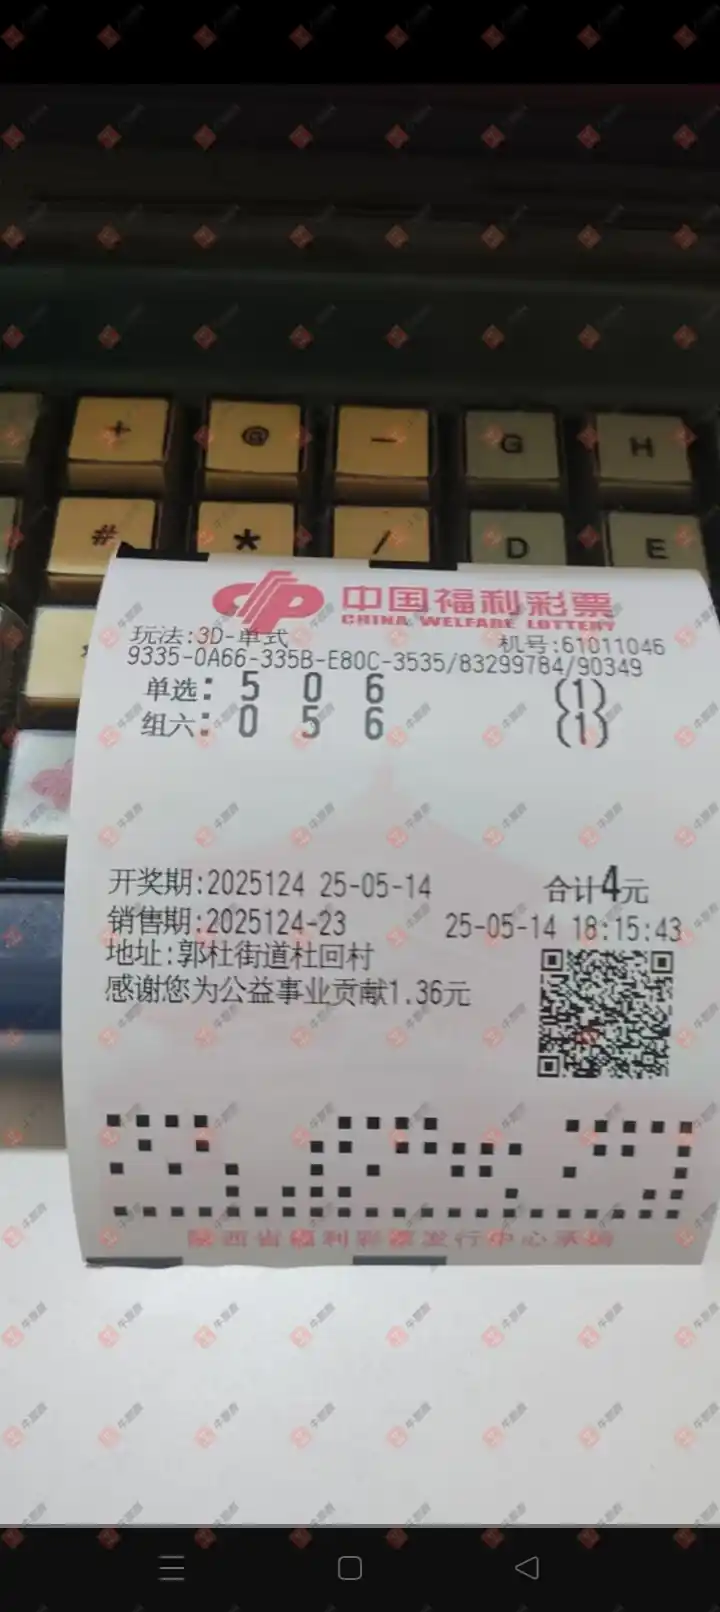 + @ — G H
# * / D E
中国福利彩票
CHINA WELFARE LOTTERY
玩法:3D-单式 机号:61011046
9335-0A66-335B-E80C-3535/83299784/90349
单选: 5 0 6 (1)
组六: 0 5 6 (1)
开奖期:2025124 25-05-14 合计4元
销售期:2025124-23 25-05-14 18:15:43
地址:郭杜街道杜回村
感谢您为公益事业贡献1.36元
陕西省福利彩票发行中心承销